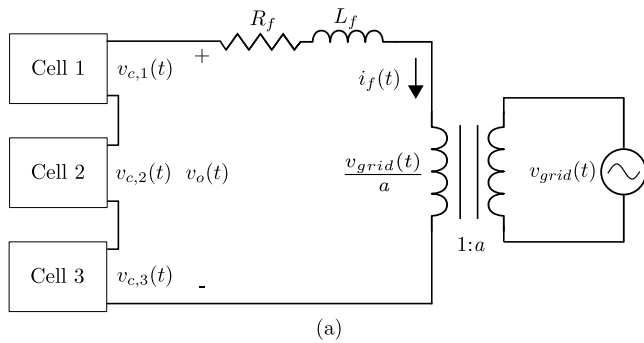 R_f
L_f
+
Cell 1
v_{c,1}(t)
i_f(t)
Cell 2
v_{c,2}(t)
v_o(t)
v_{grid}(t)
a
v_{grid}(t)
1:a
Cell 3
v_{c,3}(t)
-
(a)